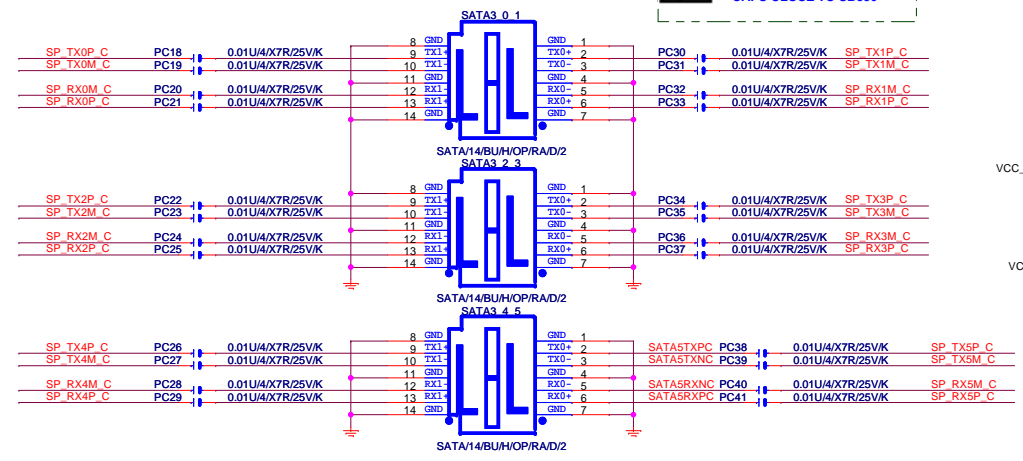 SATA3_0_1
8 GND GND 1
SP_TX0P_C PC18 0.01U/4/X7R/25V/K 9 TX1+ TX0+ 2 PC30 0.01U/4/X7R/25V/K SP_TX1P_C
SP_TX0M_C PC19 0.01U/4/X7R/25V/K 10 TX1- TX0- 3 PC31 0.01U/4/X7R/25V/K SP_TX1M_C
11 GND GND 4
SP_RX0M_C PC20 0.01U/4/X7R/25V/K 12 RX1- RX0- 5 PC32 0.01U/4/X7R/25V/K SP_RX1M_C
SP_RX0P_C PC21 0.01U/4/X7R/25V/K 13 RX1+ RX0+ 6 PC33 0.01U/4/X7R/25V/K SP_RX1P_C
14 GND GND 7
SATA/14/BU/H/OP/RA/D/2
SATA3_2_3
VCC_
8 GND GND 1
SP_TX2P_C PC22 0.01U/4/X7R/25V/K 9 TX1+ TX0+ 2 PC34 0.01U/4/X7R/25V/K SP_TX3P_C
SP_TX2M_C PC23 0.01U/4/X7R/25V/K 10 TX1- TX0- 3 PC35 0.01U/4/X7R/25V/K SP_TX3M_C
11 GND GND 4
SP_RX2M_C PC24 0.01U/4/X7R/25V/K 12 RX1- RX0- 5 PC36 0.01U/4/X7R/25V/K SP_RX3M_C
SP_RX2P_C PC25 0.01U/4/X7R/25V/K 13 RX1+ RX0+ 6 PC37 0.01U/4/X7R/25V/K SP_RX3P_C
14 GND GND 7
VC
SATA/14/BU/H/OP/RA/D/2
SATA3_4_5
8 GND GND 1
SP_TX4P_C PC26 0.01U/4/X7R/25V/K 9 TX1+ TX0+ 2 SATA5TXPC PC38 0.01U/4/X7R/25V/K SP_TX5P_C
SP_TX4M_C PC27 0.01U/4/X7R/25V/K 10 TX1- TX0- 3 SATA5TXNC PC39 0.01U/4/X7R/25V/K SP_TX5M_C
11 GND GND 4
SP_RX4M_C PC28 0.01U/4/X7R/25V/K 12 RX1- RX0- 5 SATA5RXNC PC40 0.01U/4/X7R/25V/K SP_RX5M_C
SP_RX4P_C PC29 0.01U/4/X7R/25V/K 13 RX1+ RX0+ 6 SATA5RXPC PC41 0.01U/4/X7R/25V/K SP_RX5P_C
14 GND GND 7
SATA/14/BU/H/OP/RA/D/2